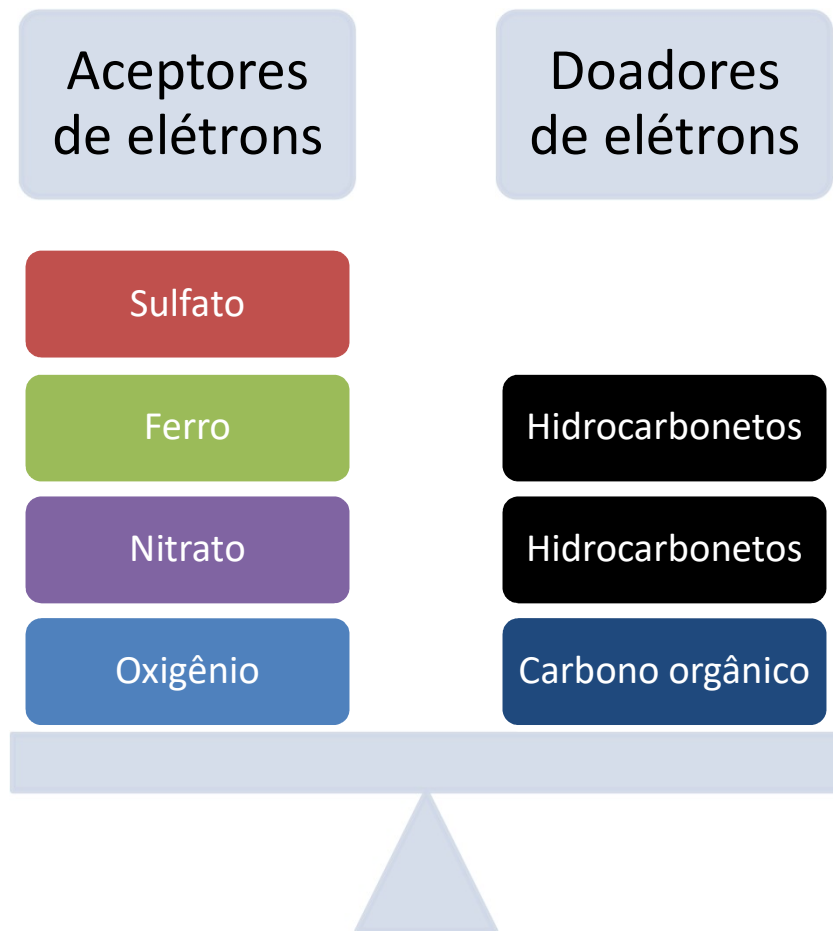 Aceptores
de elétrons
Doadores
de elétrons
Sulfato
Ferro
Hidrocarbonetos
Nitrato
Hidrocarbonetos
Oxigênio
Carbono orgânico